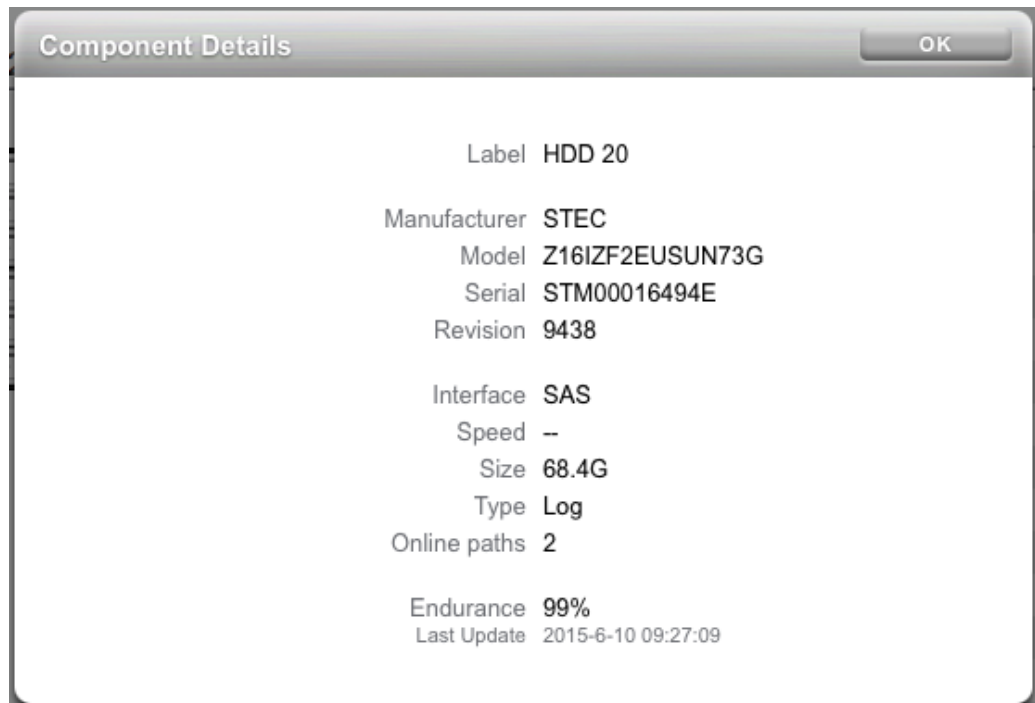 Component Details
OK
Label HDD 20
Manufacturer STEC
Model Z16IZF2EUSUN73G
Serial STM00016494E
Revision 9438
Interface SAS
Speed --
Size 68.4G
Type Log
Online paths 2
Endurance 99%
Last Update 2015-6-10 09:27:09